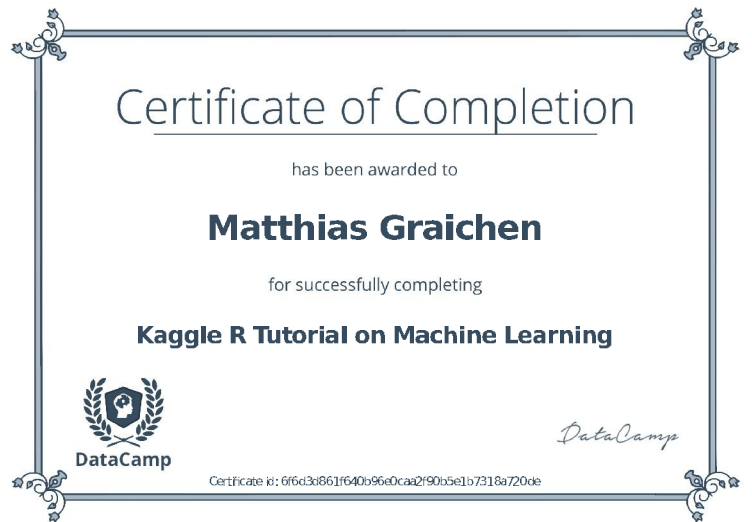 Certificate of Completion
has been awarded to
Matthias Graichen
for successfully completing
Kaggle R Tutorial on Machine Learning
DataCamp
DataCamp
Certificate id: 6f6d3d861f640b96e0caa2f90b5e1b7318a720de